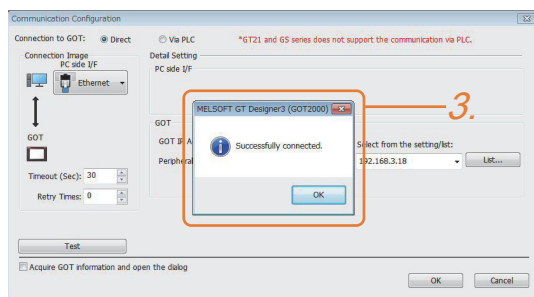 Communication Configuration
Connection to GOT: Direct Via PLC *GT21 and GS series does not support the communication via PLC.
Connection Image
PC side I/F
Ethernet
GOT
Timeout (Sec): 30
Retry Times: 0
Detail Setting
PC side I/F
MELSOFT GT Designer3 (GOT2000)
3.
Successfully connected.
OK
GOT
GOT IP A
Select from the setting/list:
Peripheral
192.168.3.18
List...
Test
Acquire GOT information and open the dialog
OK Cancel